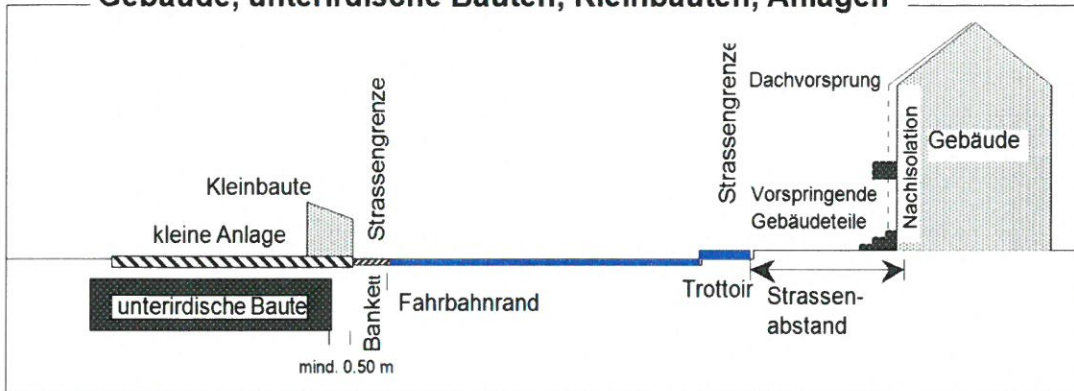 Gebäude, unterirdische Bauten, Kleinbauten, Anlagen
Strassengrenze
Strassengrenze
Dachvorsprung
Nachisolation
Gebäude
Kleinbaute
Vorspringende
Gebäudeteile
kleine Anlage
unterirdische Baute
Bankett
Fahrbahnrand
Trottoir
Strassen-
abstand
mind. 0.50 m